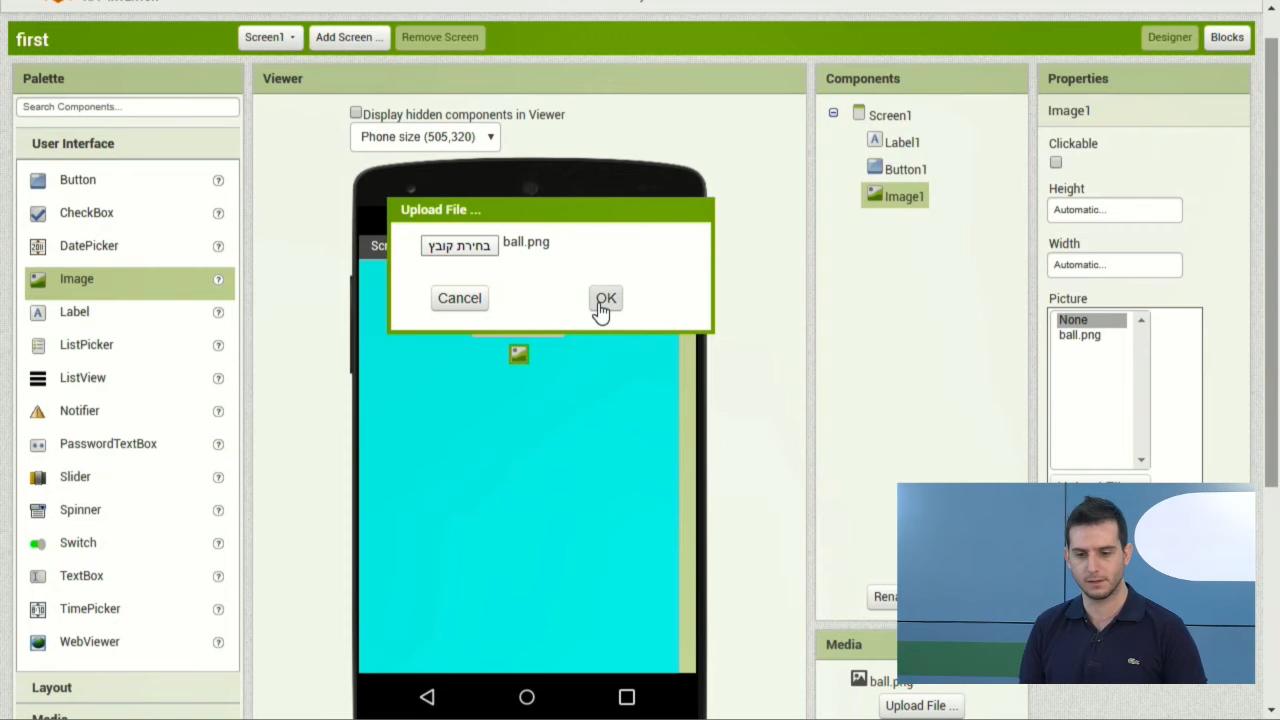 first
Screen1
Add Screen ...
Remove Screen
Designer
Blocks
Palette
Search Components...
User Interface
Button
CheckBox
DatePicker
Image
Label
ListPicker
ListView
Notifier
PasswordTextBox
Slider
Spinner
Switch
TextBox
TimePicker
WebViewer
Layout
Viewer
Display hidden components in Viewer
Phone size (505,320)
Upload File ...
בחירת קובץ ball.png
Cancel
OK
Components
Screen1
Label1
Button1
Image1
Media
ball.png
Upload File ...
Properties
Image1
Clickable
Height
Automatic...
Width
Automatic...
Picture
None
ball.png